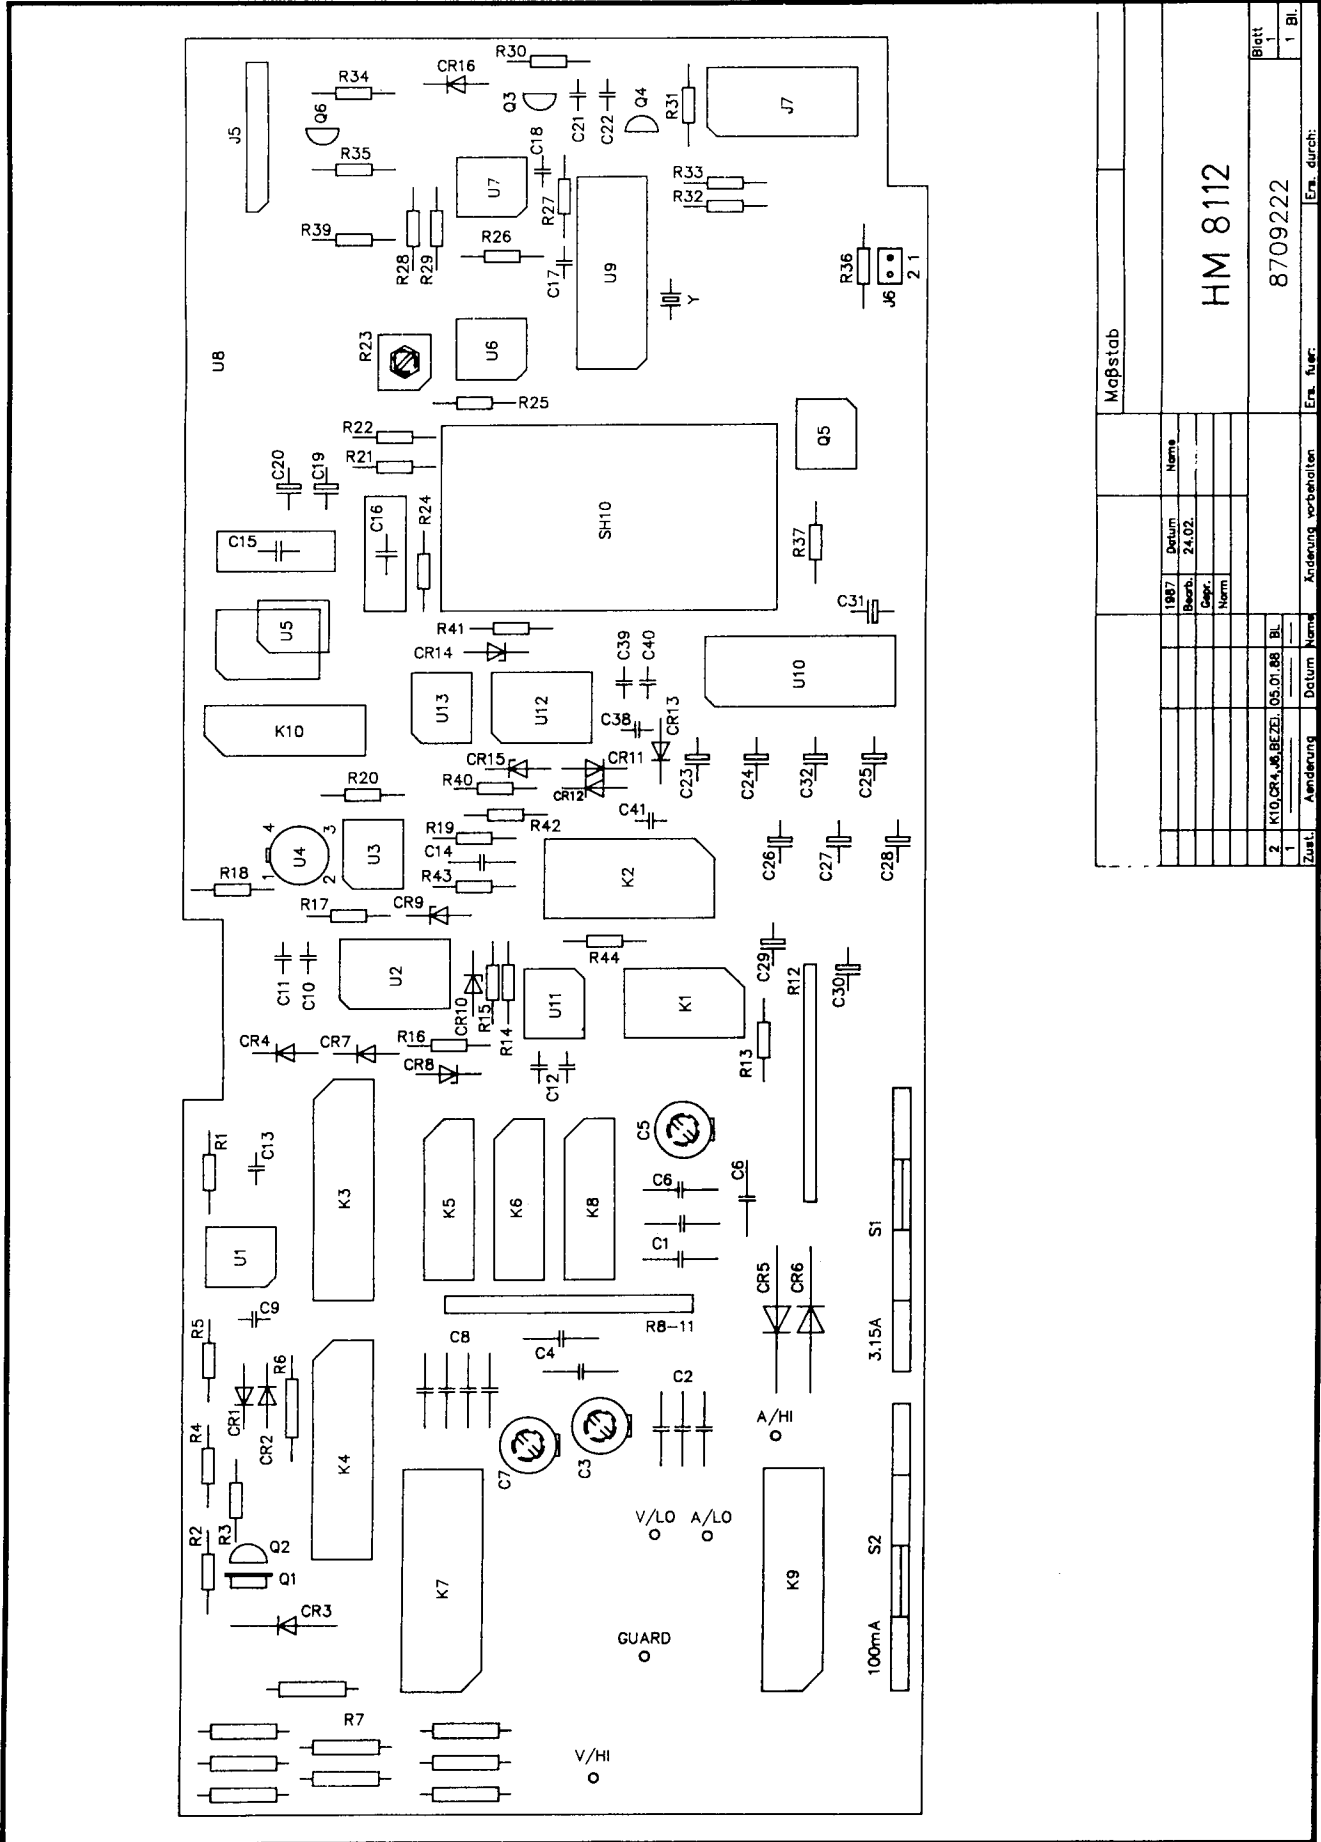 R30
CR16
R34
J5
Q6
Q3
C21
C22
Q4
R31
J7
R35
C18
U7
R27
R33
R32
R39
R28
R29
R26
C17
U9
Y
R36
J6
2 1
U8
R23
U6
R25
R22
R21
C20
C19
Q5
C15
C16
R24
SH10
R37
C31
U5
R41
CR14
C39
C40
U10
U13
U12
C38
CR13
K10
CR15
CR11
R40
CR12
C23
C24
C32
C25
R20
R42
C41
4
3
U4
1
2
U3
R19
C14
R43
K2
C26
C27
C28
R18
R17
CR9
R44
C29
R12
C30
C11
C10
U2
CR10
R15
R14
U11
K1
R13
CR4
CR7
R16
CR8
C12
R1
C13
K3
K5
K6
K8
C5
C6
C6
C1
S1
U1
C9
R8-11
CR5
CR6
3.15A
R5
CR1
CR2
R6
C8
C4
C2
R4
K4
C7
C3
A/HI
R2
R3
Q2
Q1
K7
V/LO
A/LO
K9
S2
CR3
GUARD
100mA
R7
V/HI
Maßstab
1987
Datum
Name
Bearb.
24.02.
Gepr.
Norm
HM 8112
8709222
Blatt
1
1 Bl.
2
K10,CR4,J6,BEZEI.
05.01.88
BL
1
Zust.
Aenderung
Datum
Name
Änderung vorbehalten
Ers. fuer:
Ers. durch: